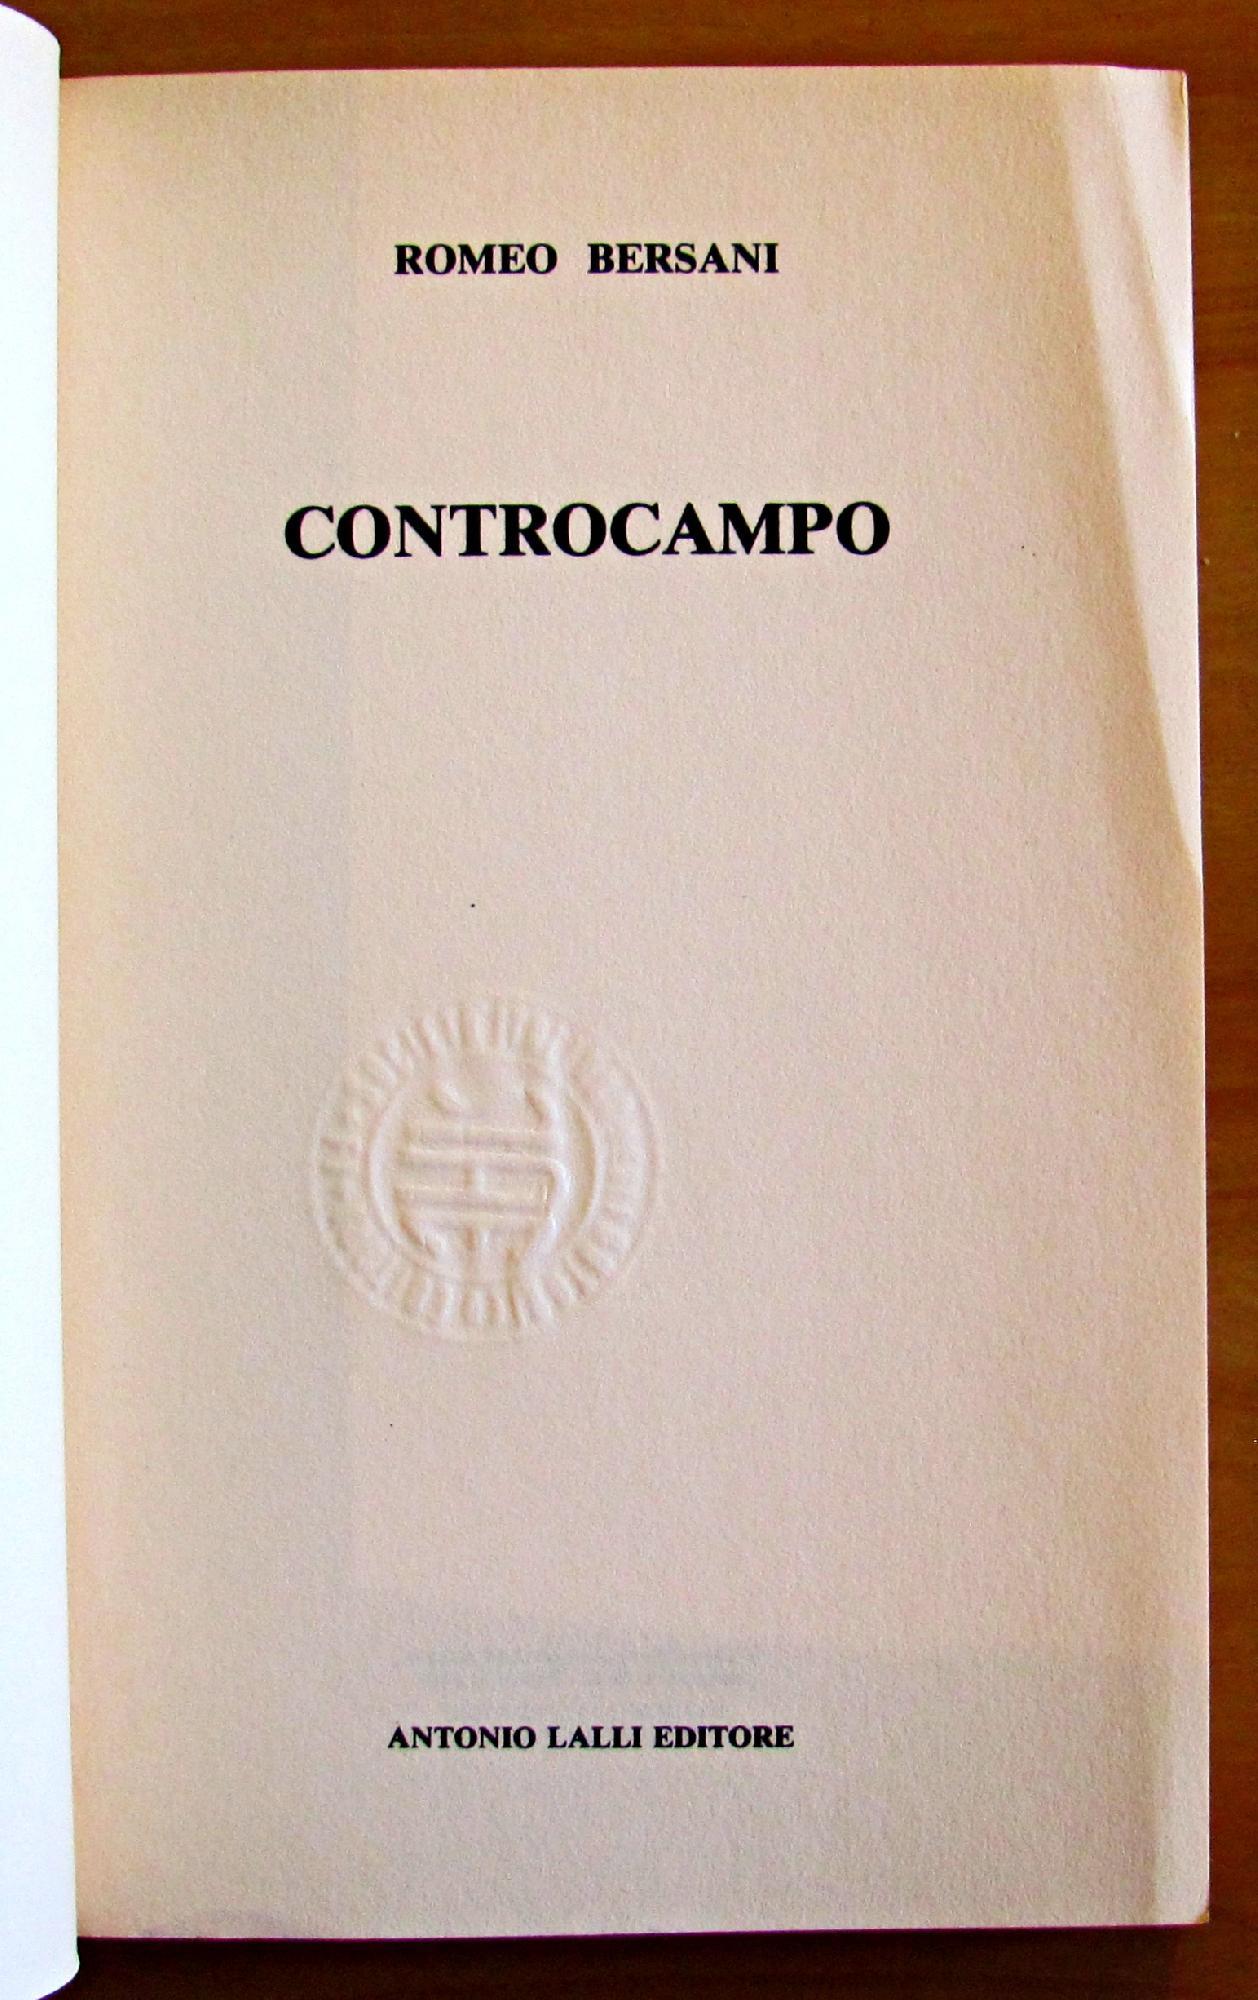 ROMEO BERSANI
CONTROCAMPO
ANTONIO LALLI EDITORE